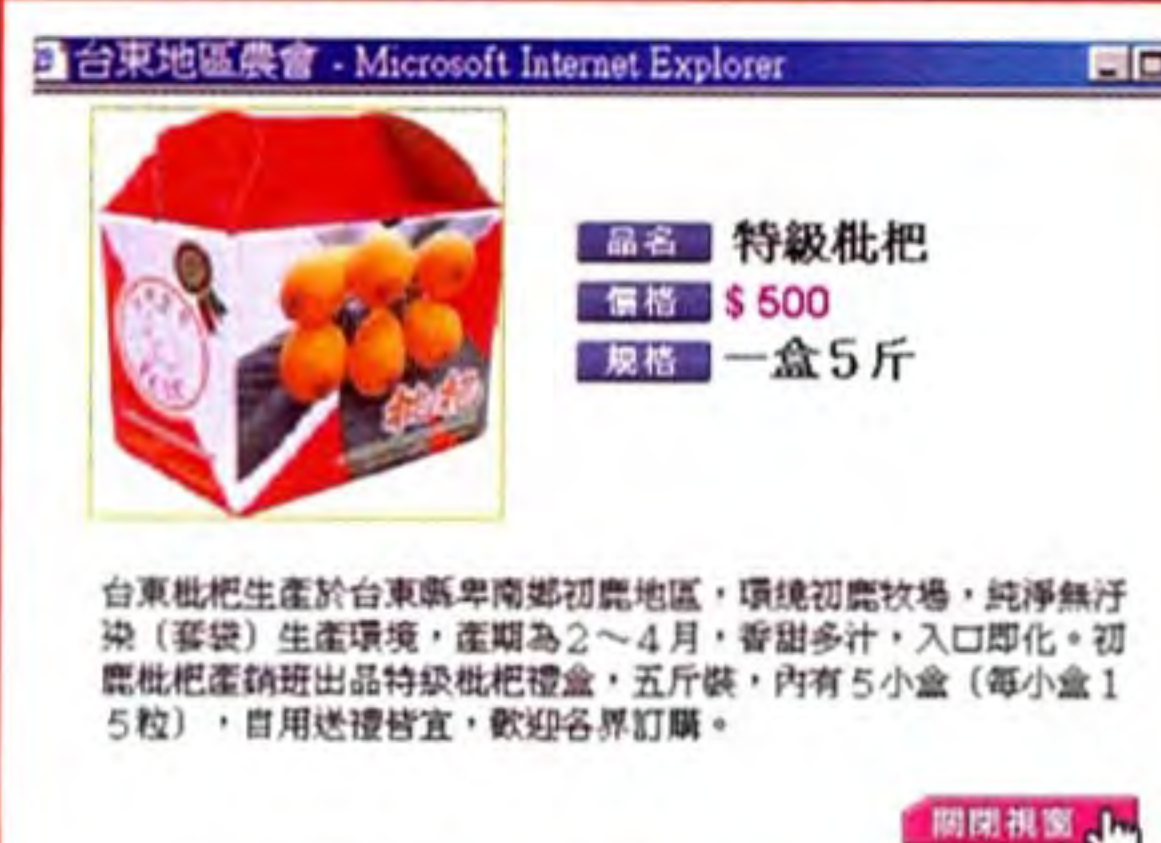 台東地區農會 - Microsoft Internet Explorer
品名 特級枇杷
價格 $ 500
規格 一盒5斤
枇杷
台東枇杷生產於台東縣卑南鄉初鹿地區，環繞初鹿牧場，純淨無汙
染（套袋）生產環境，產期為2～4月，香甜多汁，入口即化。初
鹿枇杷產銷班出品特級枇杷禮盒，五斤裝，內有5小盒（每小盒1
5粒），自用送禮皆宜，歡迎各界訂購。
關閉視窗